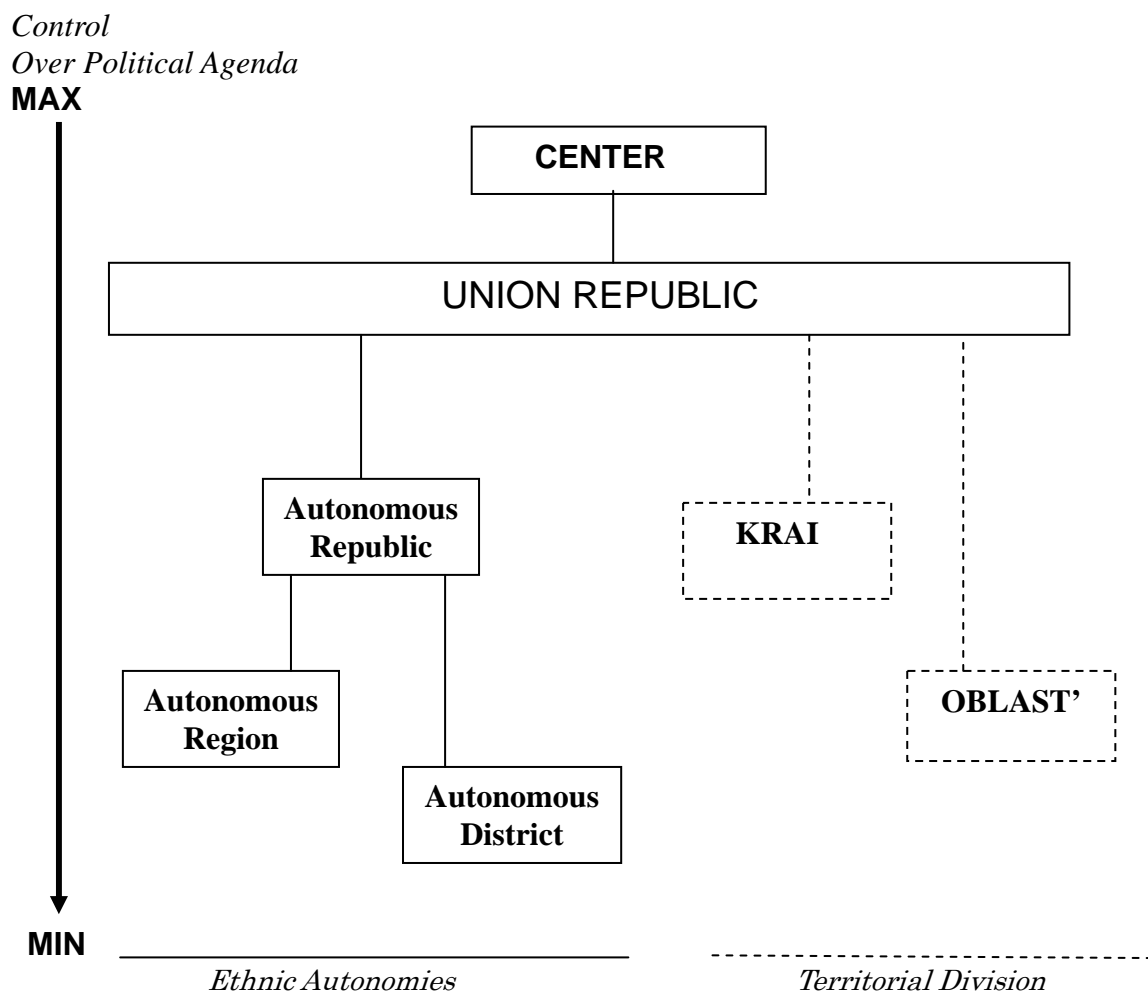 Control
Over Political Agenda
MAX
CENTER
UNION REPUBLIC
Autonomous
Republic
KRAI
Autonomous
Region
OBLAST’
Autonomous
District
MIN
Ethnic Autonomies
Territorial Division